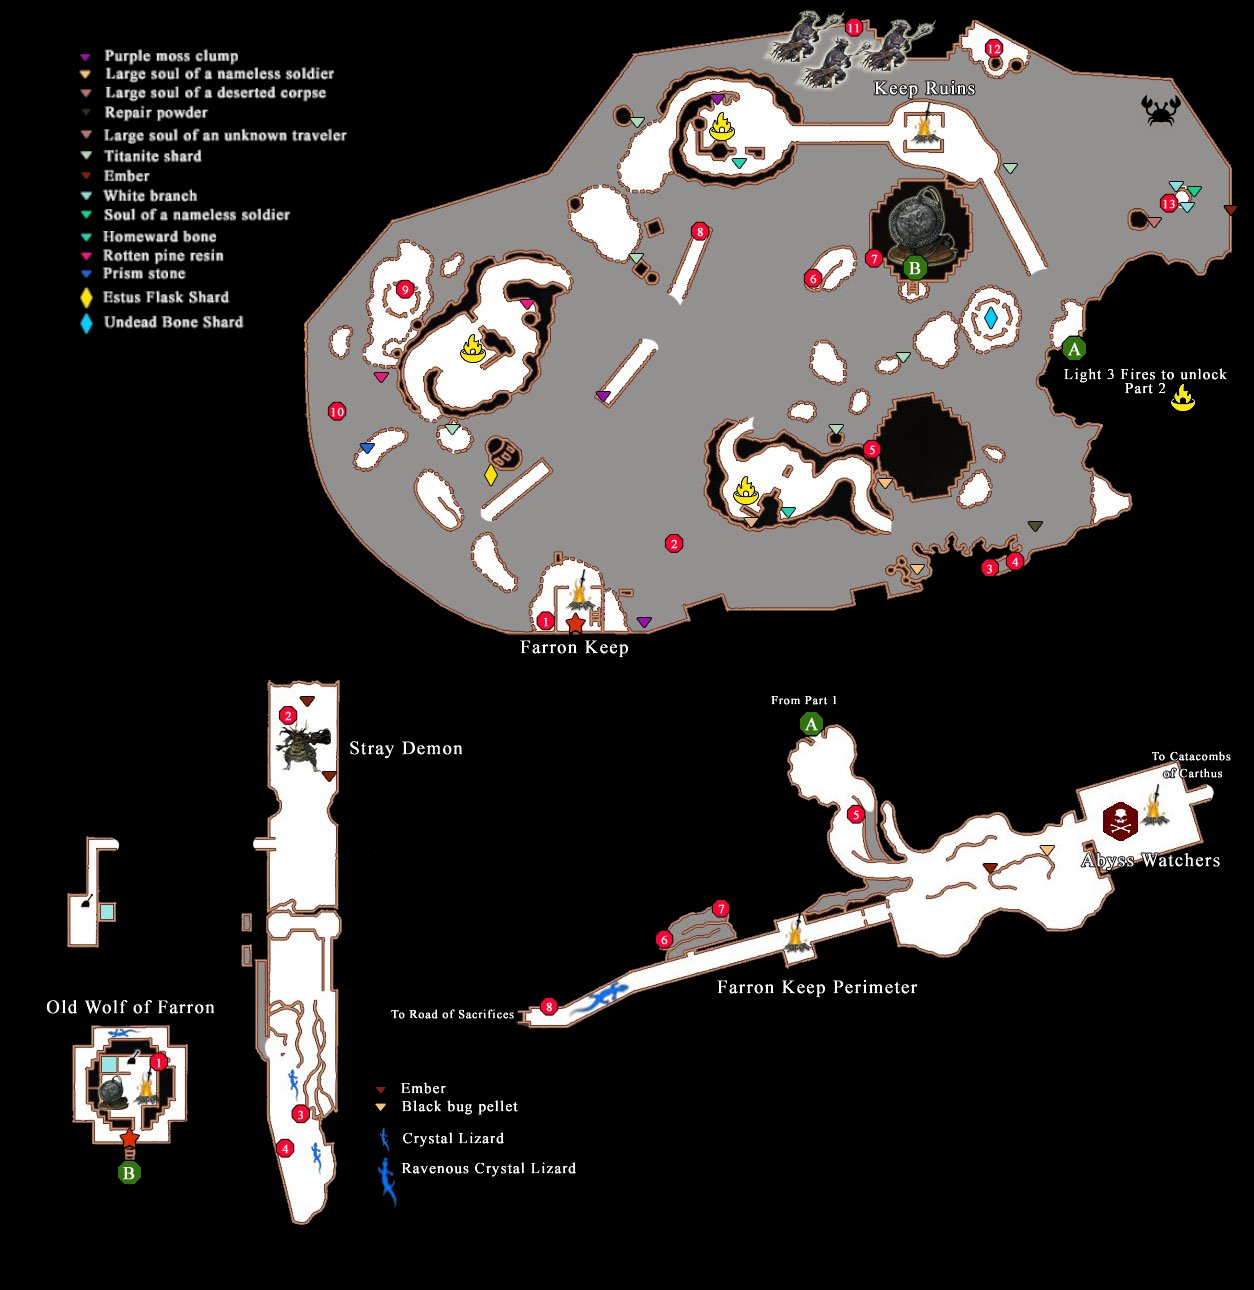 Purple moss clump
Large soul of a nameless soldier
Large soul of a deserted corpse
Repair powder
Large soul of an unknown traveler
Titanite shard
Ember
White branch
Soul of a nameless soldier
Homeward bone
Rotten pine resin
Prism stone
Estus Flask Shard
Undead Bone Shard
11
12
Keep Ruins
13
8
7
6
B
9
A
Light 3 Fires to unlock
Part 2
10
5
2
3
4
1
Farron Keep
2
Stray Demon
From Part 1
A
To Catacombs
of Carthus
5
Abyss Watchers
7
6
Farron Keep Perimeter
8
To Road of Sacrifices
Old Wolf of Farron
1
B
3
4
Ember
Black bug pellet
Crystal Lizard
Ravenous Crystal Lizard